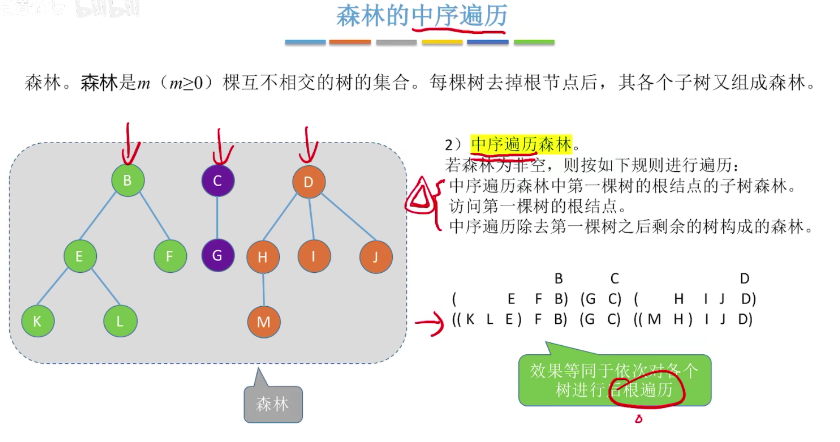 森林的中序遍历
森林。森林是m（m≥0）棵互不相交的树的集合。每棵树去掉根节点后，其各个子树又组成森林。
2）中序遍历森林。
若森林为非空，则按如下规则进行遍历：
中序遍历森林中第一棵树的根结点的子树森林。
访问第一棵树的根结点。
中序遍历除去第一棵树之后剩余的树构成的森林。
B C D
E F G H I J
K L M
B C D
( E F B) (G C) ( H I J D)
((K L E) F B) (G C) ((M H) I J D)
效果等同于依次对各个
树进行后根遍历
森林